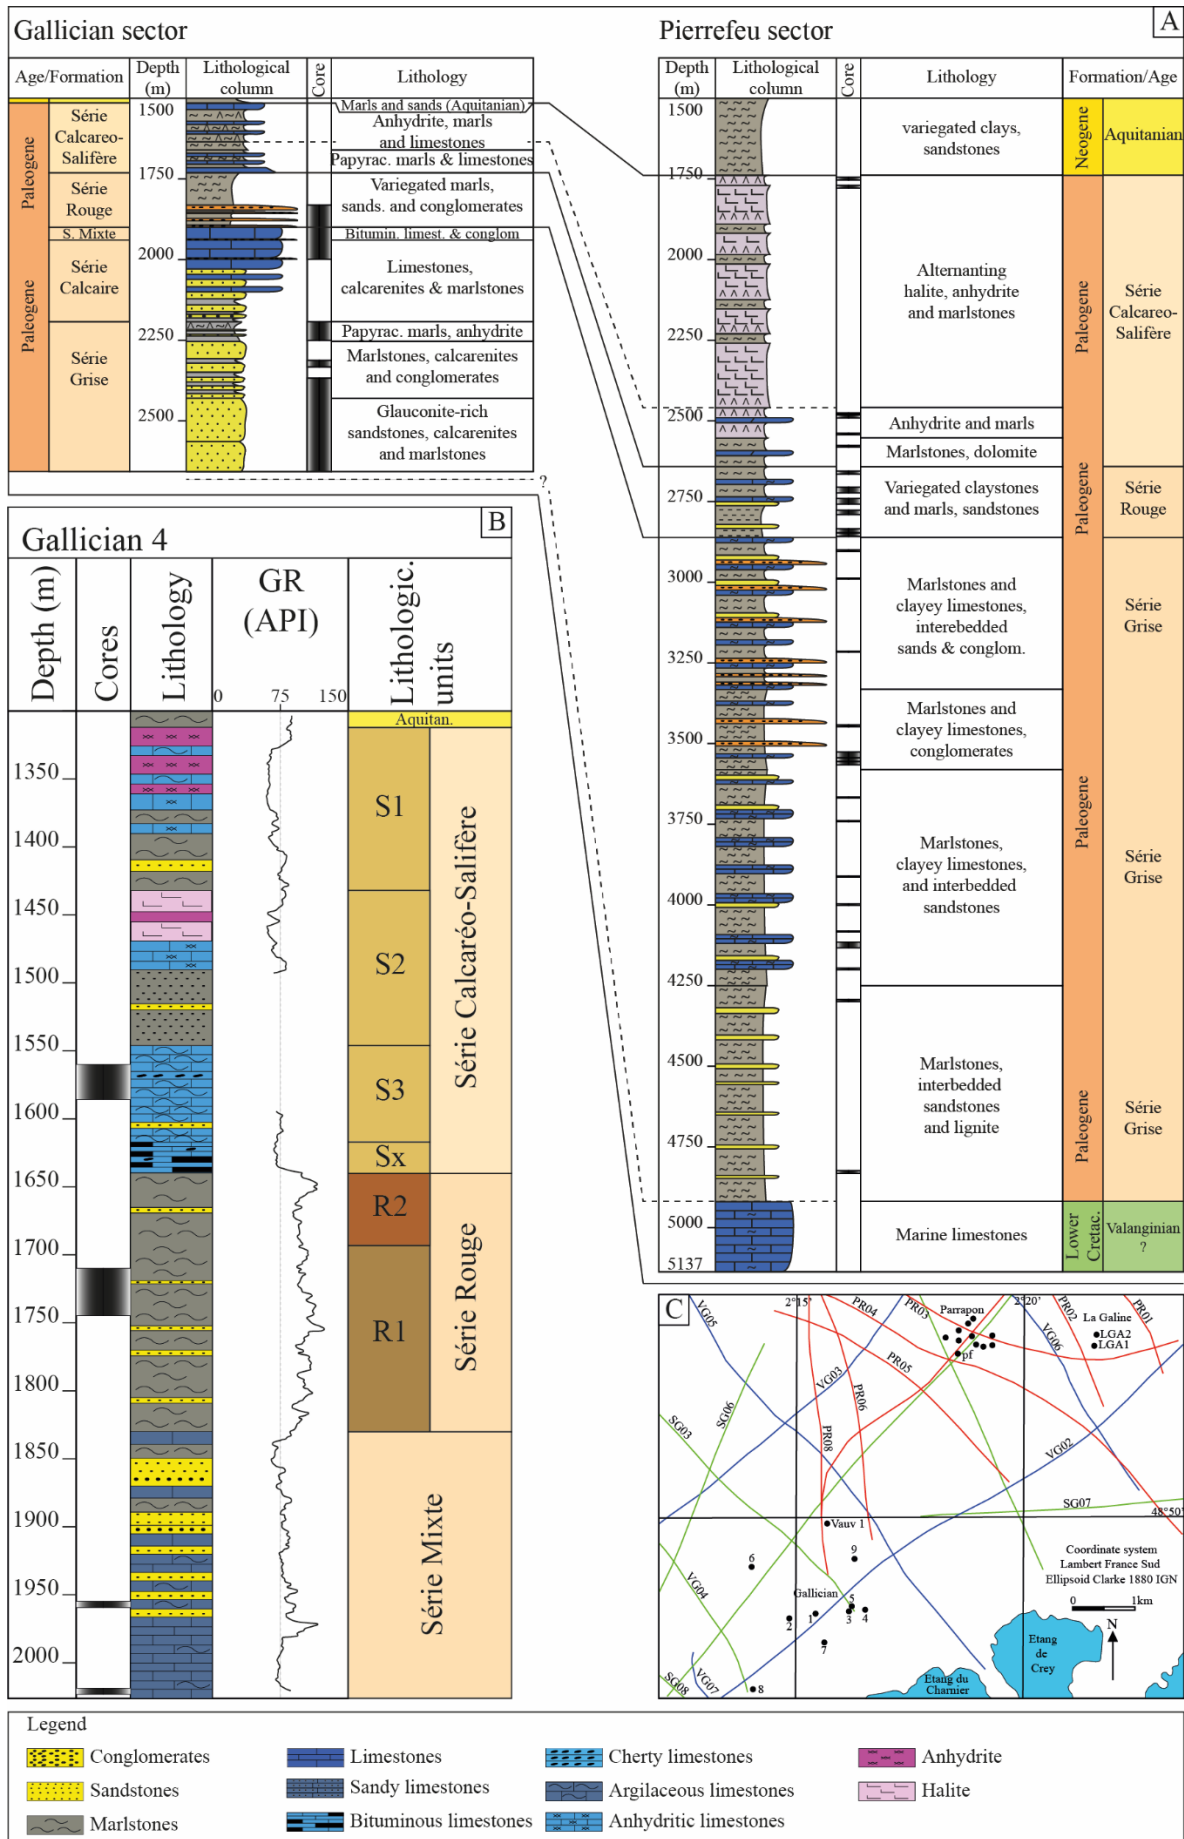 Gallician sector
Age/Formation
Depth
(m)
Lithological
column
Core
Lithology
Paleogene
Paleogene
Série
Calcareo-
Salifère
Série
Rouge
S. Mixte
Série
Calcaire
Série
Grise
1500
1750
2000
2250
2500
Marls and sands (Aquitanian)
Anhydrite, marls
and limestones
Papyrac. marls & limestones
Variegated marls,
sands. and conglomerates
Bitumin. limest. & conglom
Limestones,
calcarenites & marlstones
Papyrac. marls, anhydrite
Marlstones, calcarenites
and conglomerates
Glauconite-rich
sandstones, calcarenites
and marlstones
?
Pierrefeu sector
A
Depth
(m)
Lithological
column
Core
Lithology
Formation/Age
1500
1750
2000
2250
2500
2750
3000
3250
3500
3750
4000
4250
4500
4750
5000
5137
variegated clays,
sandstones
Alternanting
halite, anhydrite
and marlstones
Anhydrite and marls
Marlstones, dolomite
Variegated claystones
and marls, sandstones
Marlstones and
clayey limestones,
interebedded
sands & conglom.
Marlstones and
clayey limestones,
conglomerates
Marlstones,
clayey limestones,
and interbedded
sandstones
Marlstones,
interbedded
sandstones
and lignite
Marine limestones
Neogene
Paleogene
Paleogene
Paleogene
Paleogene
Lower
Cretac.
Aquitanian
Série
Calcareo-
Salifère
Série
Rouge
Série
Grise
Série
Grise
Série
Grise
Valanginian
?
B
Gallician 4
Depth (m)
Cores
Lithology
GR
(API)
0 75 150
Lithologic.
units
1350
1400
1450
1500
1550
1600
1650
1700
1750
1800
1850
1900
1950
2000
Aquitan.
S1
S2
S3
Sx
R2
R1
Série Calcaréo-Salifère
Série Rouge
Série Mixte
C
2°15'
2°20'
48°50'
VG05
PR04
PR03
Parrapon
PR02
PR01
La Galine
LGA2
LGA1
pf
VG06
PR05
VG03
PR06
SG06
SG03
PR08
VG02
SG07
Vauv 1
9
6
VG04
Gallician
5
2
1
3
4
7
8
SG08
VG07
Coordinate system
Lambert France Sud
Ellipsoid Clarke 1880 IGN
0 1km
N
Etang
de
Crey
Etang du
Charnier
Legend
Conglomerates
Sandstones
Marlstones
Limestones
Sandy limestones
Bituminous limestones
Cherty limestones
Argilaceous limestones
Anhydritic limestones
Anhydrite
Halite